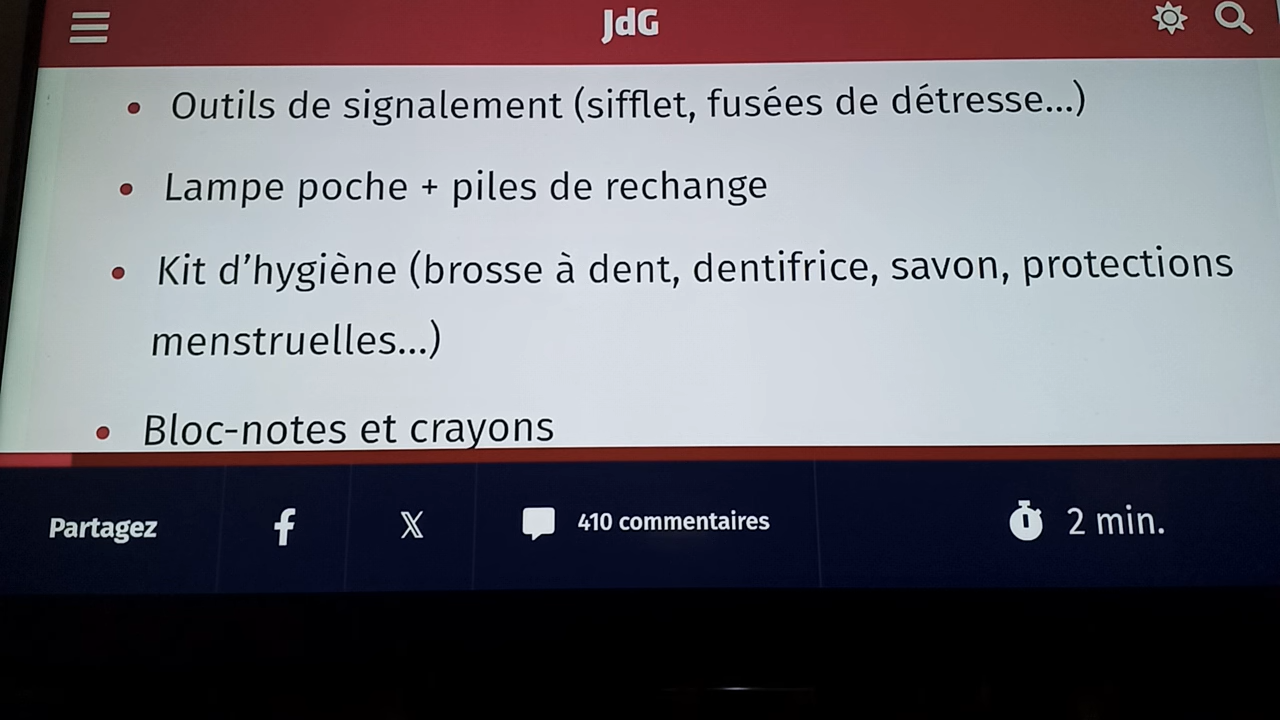 JdG
Outils de signalement (sifflet, fusées de détresse...)
Lampe poche + piles de rechange
Kit d'hygiène (brosse à dent, dentifrice, savon, protections
menstruelles...)
Bloc-notes et crayons
Partagez
f
X
410 commentaires
2 min.